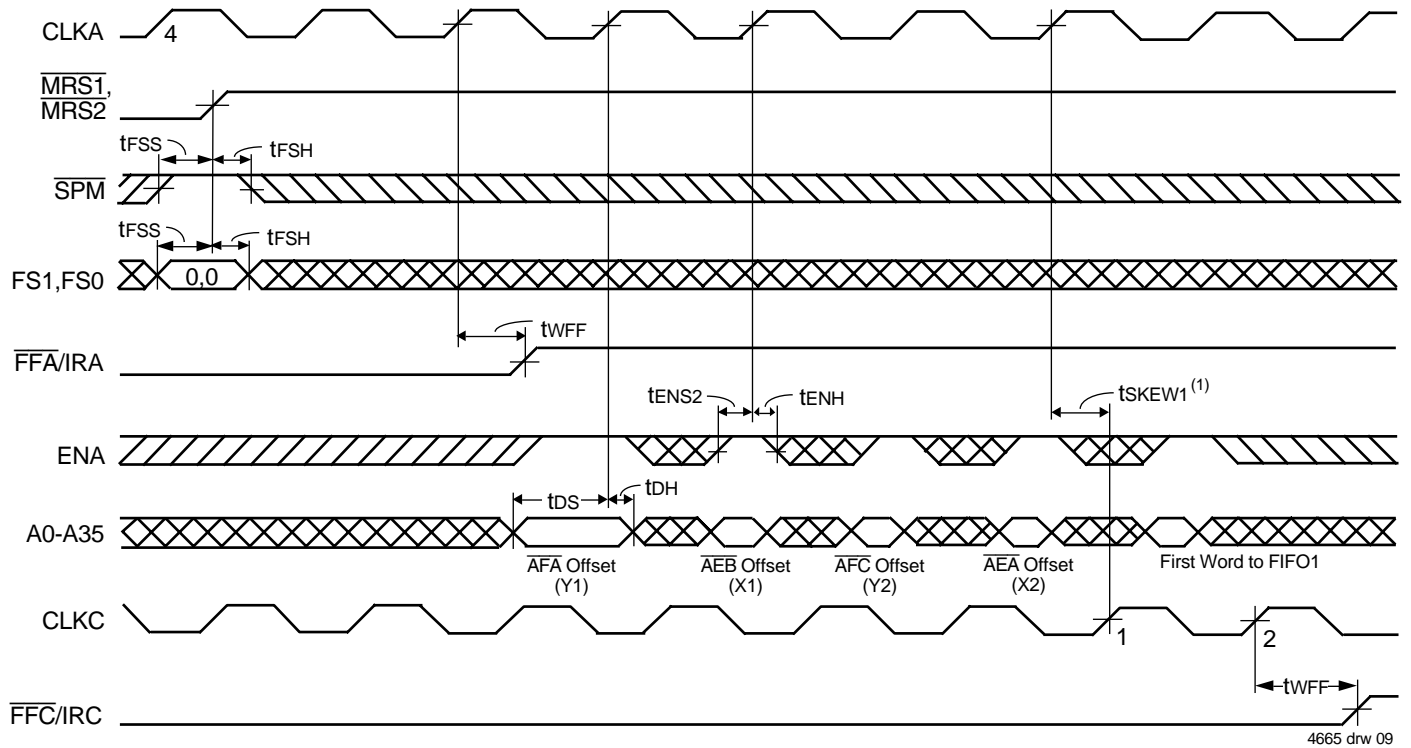 CLKA
4
MRS1,
MRS2
tFSS
tFSH
SPM
tFSS
tFSH
FS1,FS0
0,0
tWFF
FFA/IRA
tENS2
tENH
tSKEW1(1)
ENA
tDS
tDH
A0-A35
AFA Offset
(Y1)
AEB Offset
(X1)
AFC Offset
(Y2)
AEA Offset
(X2)
First Word to FIFO1
CLKC
1
2
tWFF
FFC/IRC
4665 drw 09